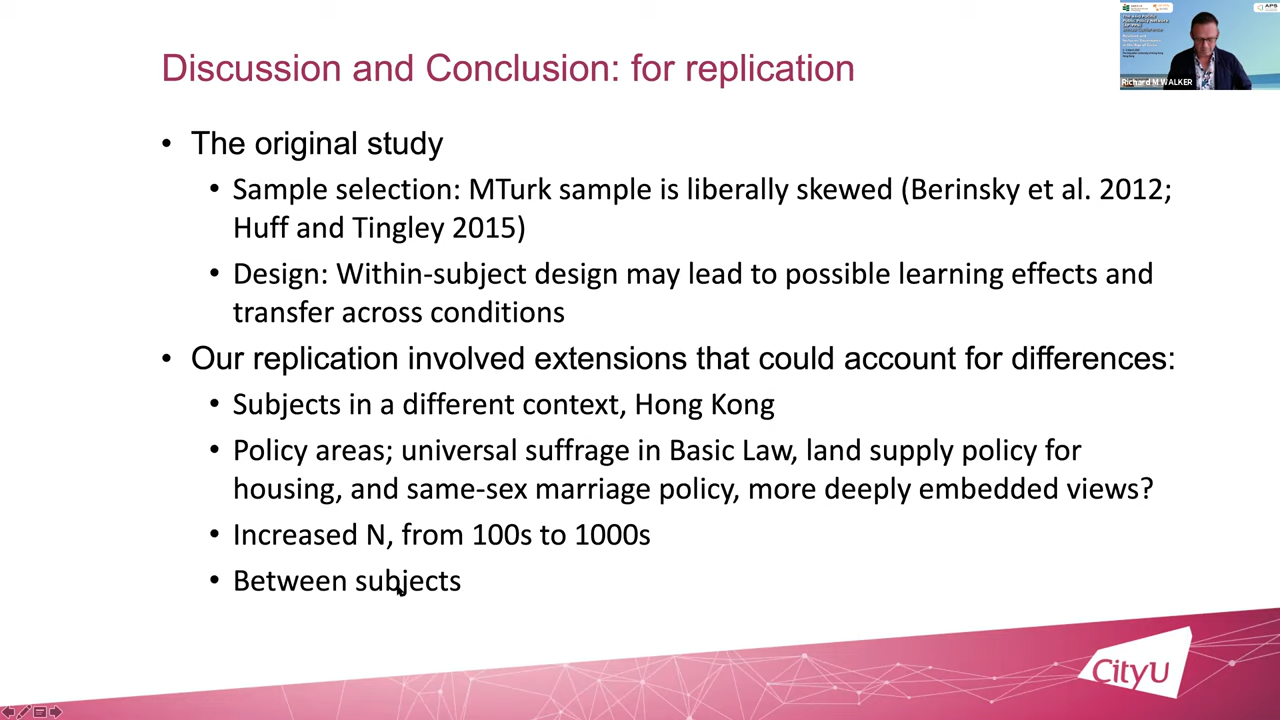 Discussion and Conclusion: for replication
• The original study
• Sample selection: MTurk sample is liberally skewed (Berinsky et al. 2012;
Huff and Tingley 2015)
• Design: Within-subject design may lead to possible learning effects and
transfer across conditions
• Our replication involved extensions that could account for differences:
• Subjects in a different context, Hong Kong
• Policy areas; universal suffrage in Basic Law, land supply policy for
housing, and same-sex marriage policy, more deeply embedded views?
• Increased N, from 100s to 1000s
• Between subjects
CityU
APS
Richard M WALKER